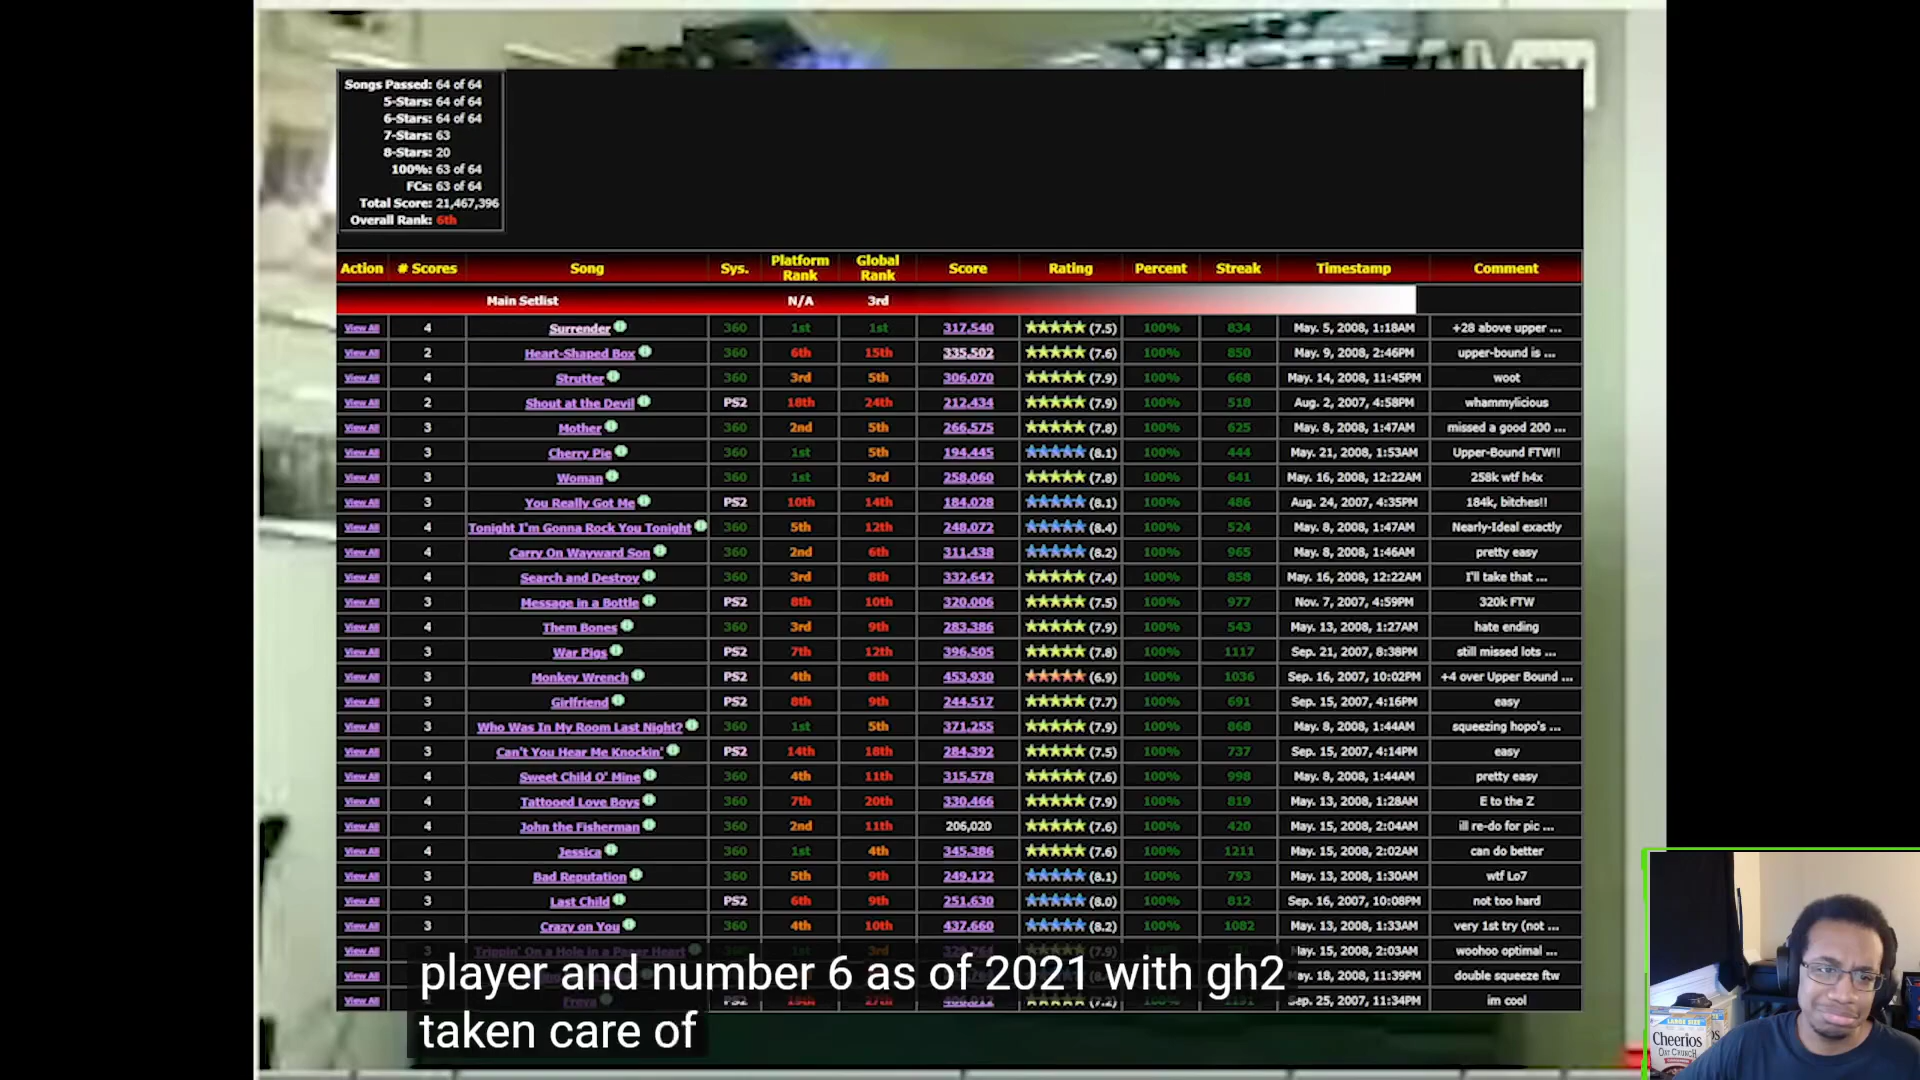 Songs Passed: 64 of 64
5-Stars: 64 of 64
6-Stars: 64 of 64
7-Stars: 63
8-Stars: 20
100%: 63 of 64
FCs: 63 of 64
Total Score: 21,467,396
Overall Rank: 6th
Action # Scores Song Sys. Platform Rank Global Rank Score Rating Percent Streak Timestamp Comment
Main Setlist N/A 3rd
View All 4 Surrender 360 1st 1st 317,540 (7.5) 100% 834 May. 5, 2008, 1:18AM +28 above upper ...
View All 2 Heart-Shaped Box 360 6th 15th 335,502 (7.6) 100% 850 May. 9, 2008, 2:46PM upper-bound is ...
View All 4 Strutter 360 3rd 5th 306,070 (7.9) 100% 668 May. 14, 2008, 11:45PM woot
View All 2 Shout at the Devil PS2 18th 24th 212,434 (7.9) 100% 518 Aug. 2, 2007, 4:58PM whammylicious
View All 3 Mother 360 2nd 5th 266,575 (7.8) 100% 625 May. 8, 2008, 1:47AM missed a good 200 ...
View All 3 Cherry Pie 360 1st 5th 194,445 (8.1) 100% 444 May. 21, 2008, 1:53AM Upper-Bound FTW!!
View All 3 Woman 360 1st 3rd 258,060 (7.8) 100% 641 May. 16, 2008, 12:22AM 258k wtf h4x
View All 3 You Really Got Me PS2 10th 14th 184,028 (8.1) 100% 486 Aug. 24, 2007, 4:35PM 184k, bitches!!
View All 4 Tonight I'm Gonna Rock You Tonight 360 5th 12th 248,072 (8.4) 100% 524 May. 8, 2008, 1:47AM Nearly-Ideal exactly
View All 4 Carry On Wayward Son 360 2nd 6th 311,438 (8.2) 100% 965 May. 8, 2008, 1:46AM pretty easy
View All 4 Search and Destroy 360 3rd 8th 332,642 (7.4) 100% 858 May. 16, 2008, 12:22AM I'll take that ...
View All 3 Message in a Bottle PS2 8th 10th 320,006 (7.5) 100% 977 Nov. 7, 2007, 4:59PM 320k FTW
View All 4 Them Bones 360 3rd 9th 283,386 (7.9) 100% 543 May. 13, 2008, 1:27AM hate ending
View All 3 War Pigs PS2 7th 12th 396,505 (7.8) 100% 1117 Sep. 21, 2007, 8:38PM still missed lots ...
View All 3 Monkey Wrench PS2 4th 8th 453,930 (6.9) 100% 1036 Sep. 16, 2007, 10:02PM +4 over Upper Bound ...
View All 3 Girlfriend PS2 8th 9th 244,517 (7.7) 100% 691 Sep. 15, 2007, 4:16PM easy
View All 3 Who Was In My Room Last Night? 360 1st 5th 371,255 (7.9) 100% 868 May. 8, 2008, 1:44AM squeezing hopo's ...
View All 3 Can't You Hear Me Knockin' PS2 14th 18th 284,392 (7.5) 100% 737 Sep. 15, 2007, 4:14PM easy
View All 4 Sweet Child O' Mine 360 4th 11th 315,578 (7.6) 100% 998 May. 8, 2008, 1:44AM pretty easy
View All 4 Tattooed Love Boys 360 7th 20th 330,466 (7.9) 100% 819 May. 13, 2008, 1:28AM E to the Z
View All 4 John the Fisherman 360 2nd 11th 206,020 (7.6) 100% 420 May. 15, 2008, 2:04AM ill re-do for pic ...
View All 4 Jessica 360 1st 4th 345,386 (7.6) 100% 1211 May. 15, 2008, 2:02AM can do better
View All 3 Bad Reputation 360 5th 9th 249,122 (8.1) 100% 793 May. 13, 2008, 1:30AM wtf Lo7
View All 3 Last Child PS2 6th 9th 251,630 (8.0) 100% 812 Sep. 16, 2007, 10:08PM not too hard
View All 3 Crazy on You 360 4th 10th 437,660 (8.2) 100% 1082 May. 13, 2008, 1:33AM very 1st try (not ...
View All Trippin' On a Hole in a Paper Heart May. 15, 2008, 2:03AM woohoo optimal ...
View All May. 18, 2008, 11:39PM double squeeze ftw
View All Freya Sep. 25, 2007, 11:34PM im cool
player and number 6 as of 2021 with gh2
taken care of
LARGE SIZE
Cheerios
OAT CRUNCH